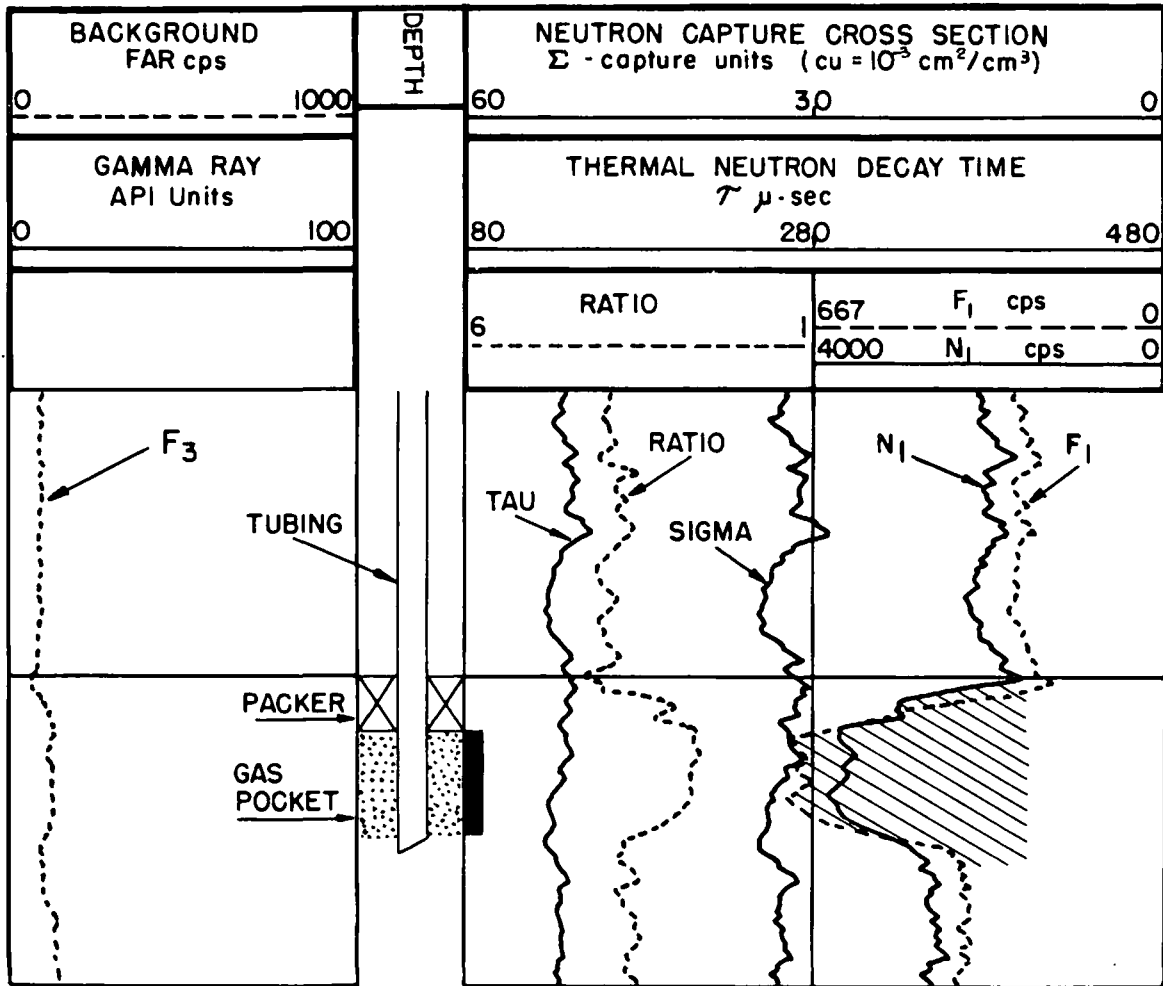 BACKGROUND
FAR cps
0 1000
GAMMA RAY
API Units
0 100
DEPTH
NEUTRON CAPTURE CROSS SECTION
Σ - capture units (cu = 10⁻³ cm²/cm³)
60 30 0
THERMAL NEUTRON DECAY TIME
τ μ-sec
80 280 480
RATIO
6 1
667 F₁ cps 0
4000 N₁ cps 0
F₃
TUBING
PACKER
GAS
POCKET
TAU
RATIO
SIGMA
N₁
F₁